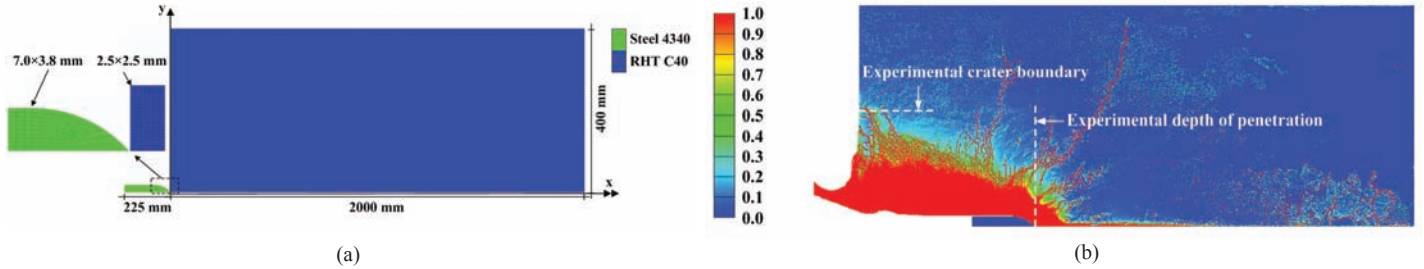 y
7.0×3.8 mm
2.5×2.5 mm
Steel 4340
RHT C40
400 mm
x
225 mm
2000 mm
(a)
1.0
0.9
0.8
0.7
0.6
0.5
0.4
0.3
0.2
0.1
0.0
Experimental crater boundary
Experimental depth of penetration
(b)